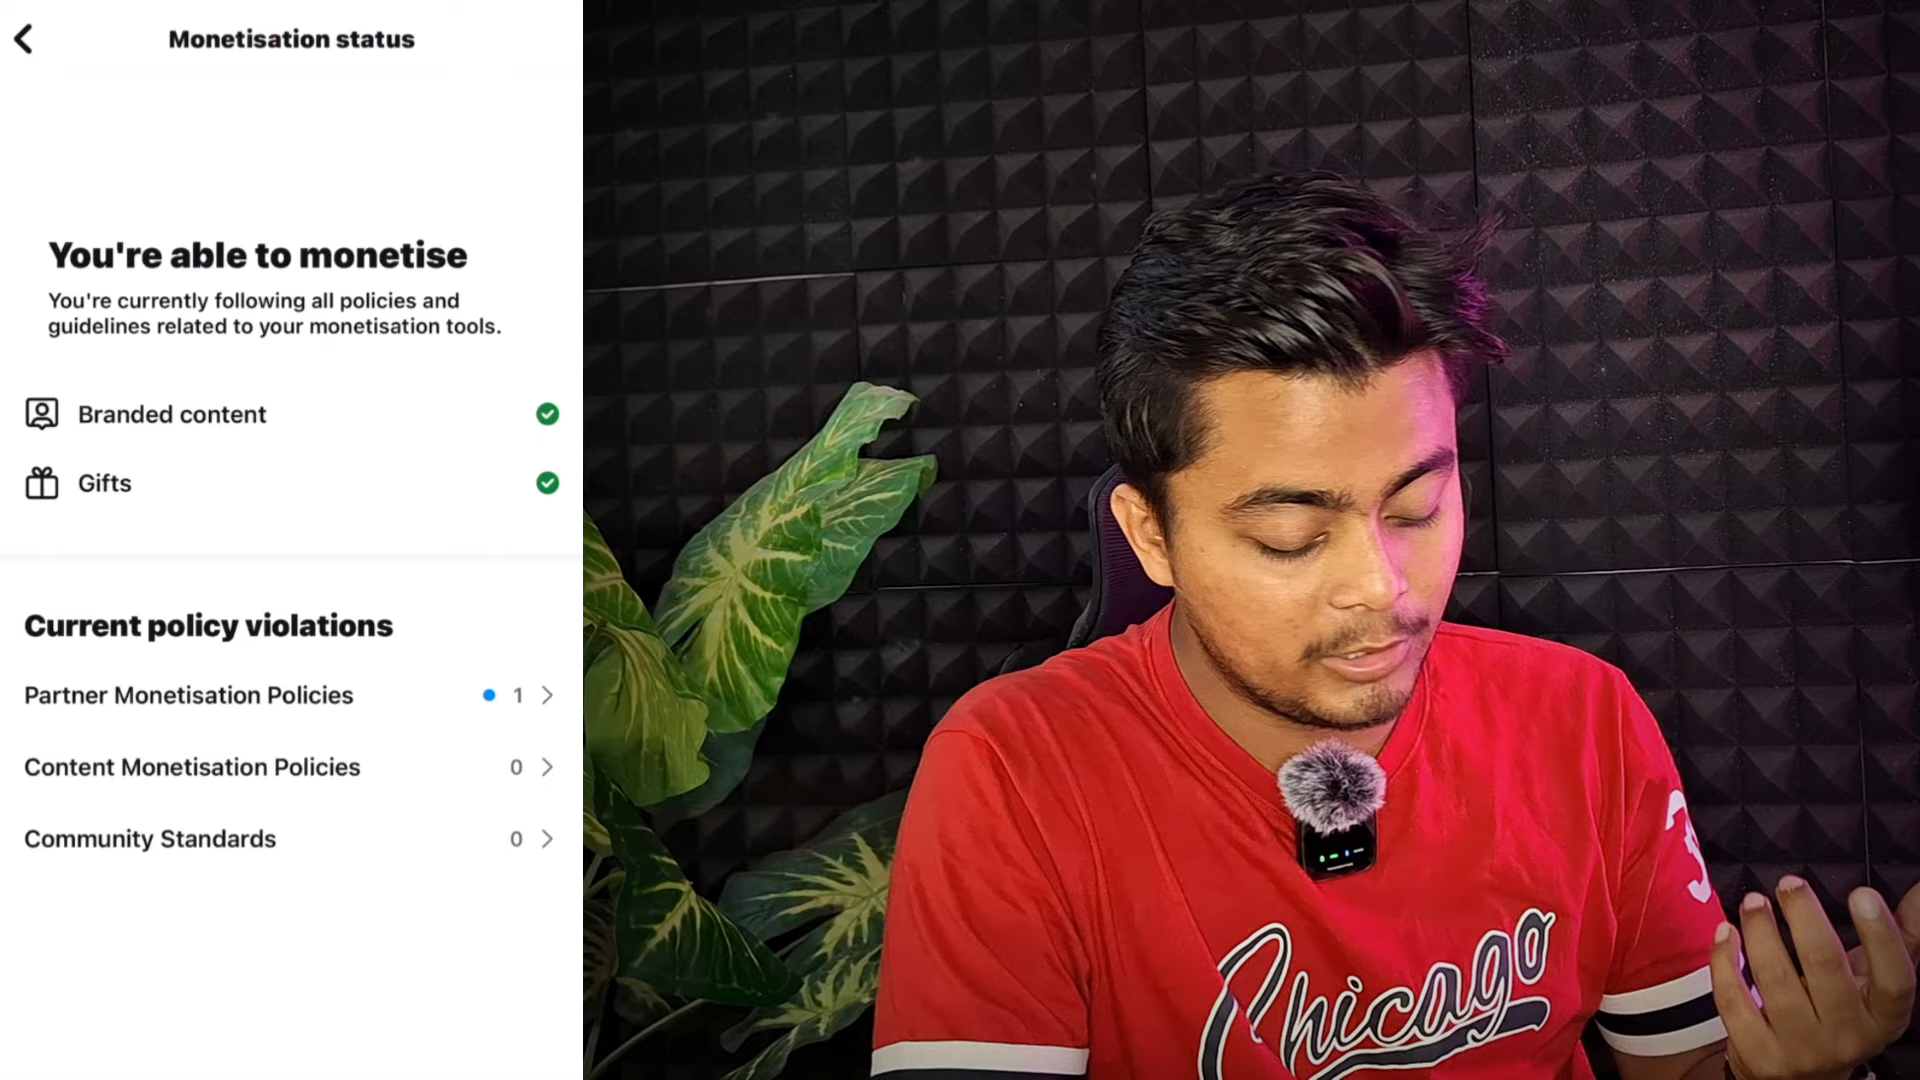 Monetisation status
You're able to monetise
You're currently following all policies and
guidelines related to your monetisation tools.
Branded content
Gifts
Current policy violations
Partner Monetisation Policies 1
Content Monetisation Policies 0
Community Standards 0
Chicago